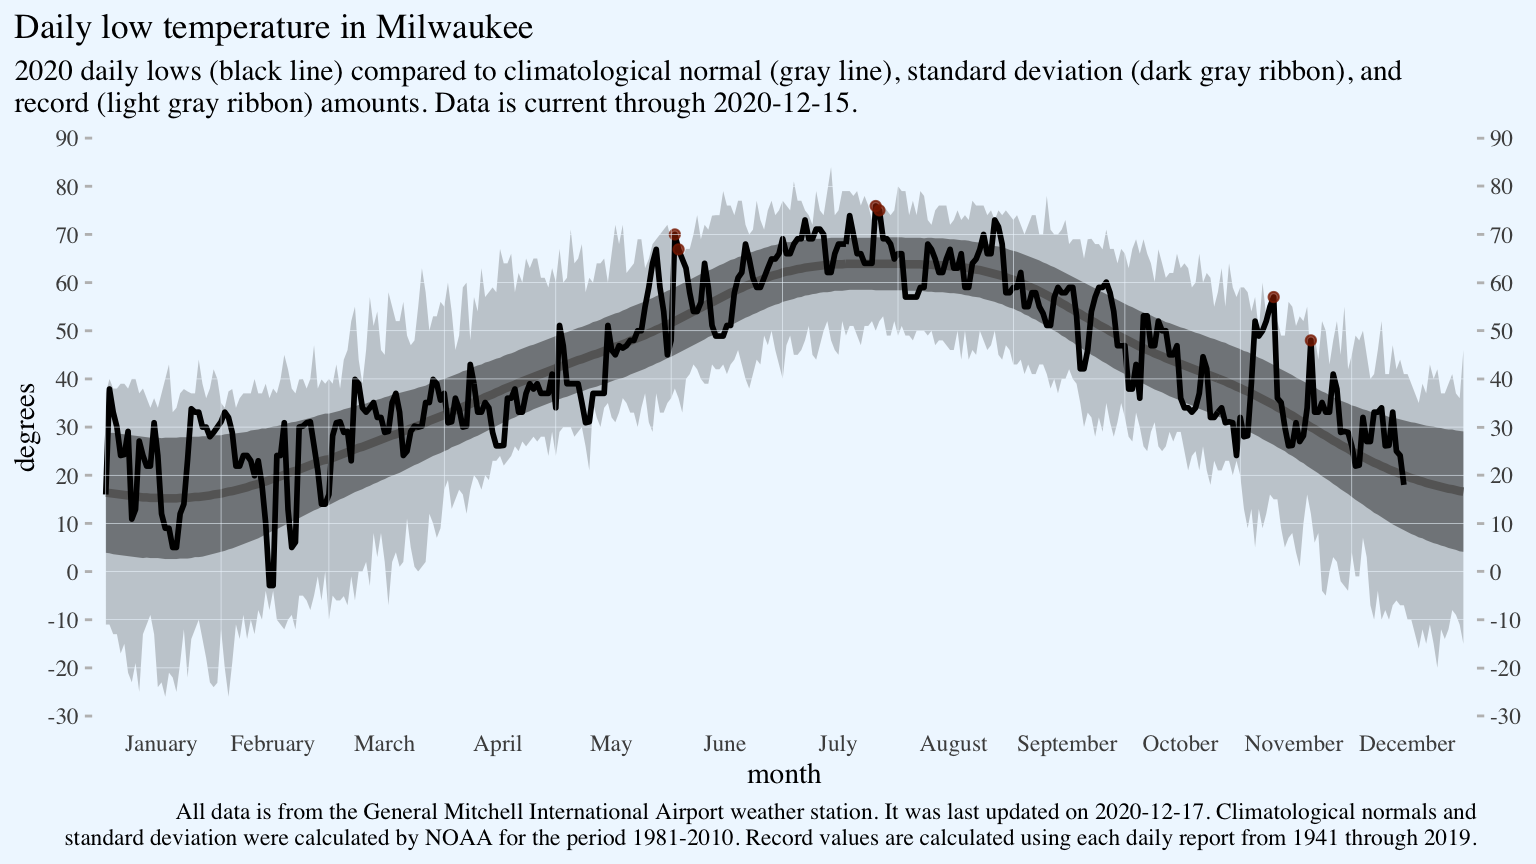 Daily low temperature in Milwaukee
2020 daily lows (black line) compared to climatological normal (gray line), standard deviation (dark gray ribbon), and
record (light gray ribbon) amounts. Data is current through 2020-12-15.
90 90
80 80
70 70
60 60
50 50
40 40
30 30
20 20
10 10
0 0
-10 -10
-20 -20
-30 -30
degrees
January February March April May June July August September October November December
month
All data is from the General Mitchell International Airport weather station. It was last updated on 2020-12-17. Climatological normals and
standard deviation were calculated by NOAA for the period 1981-2010. Record values are calculated using each daily report from 1941 through 2019.